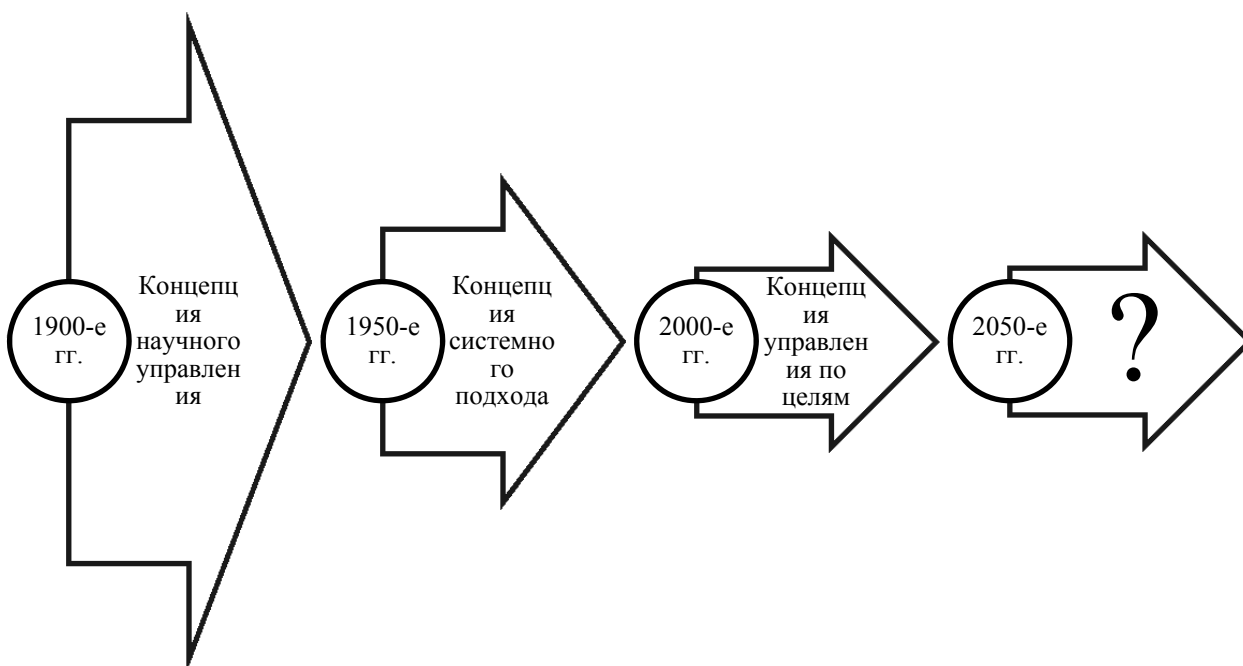 1900-е
гг.
Концепц
ия
научного
управлен
ия
1950-е
гг.
Концепц
ия
системно
го
подхода
2000-е
гг.
Концепц
ия
управлен
ия по
целям
2050-е
гг.
?